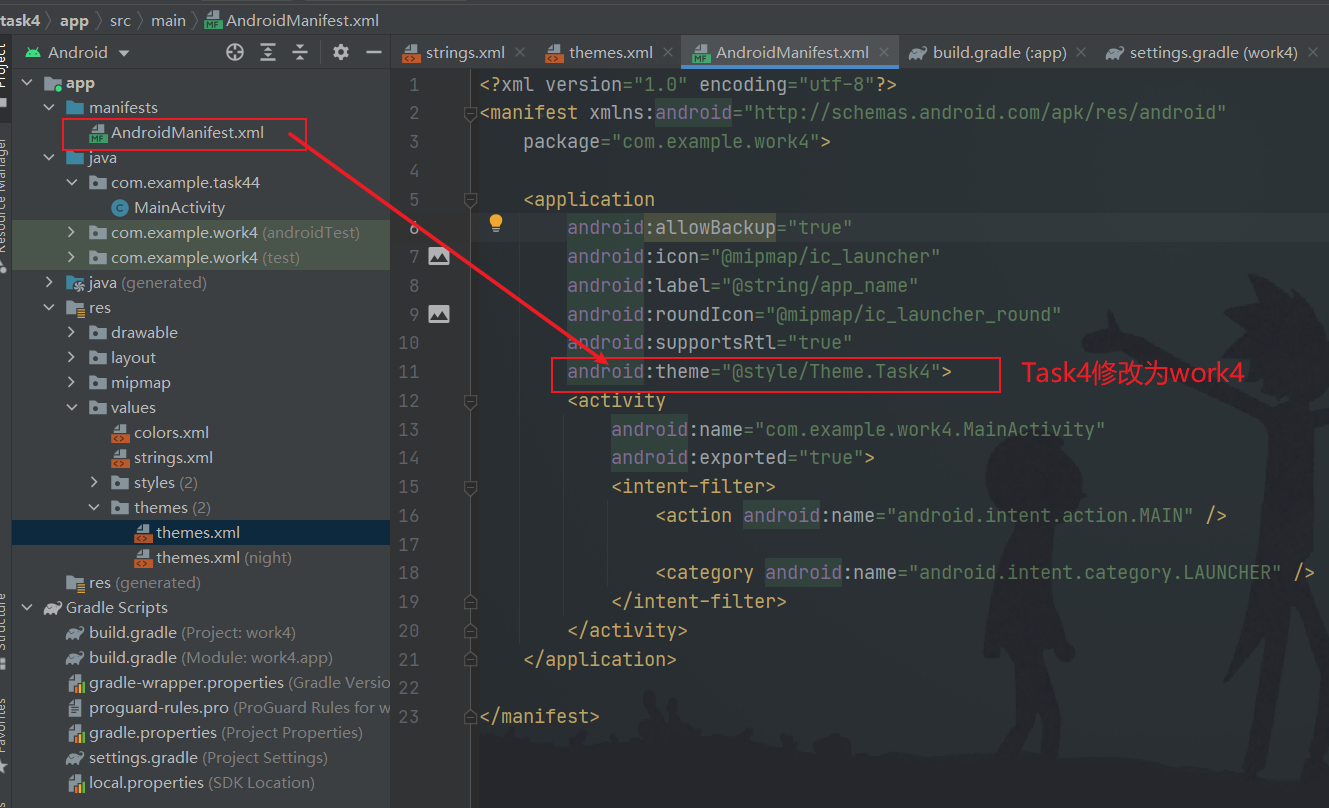 task4 app src main AndroidManifest.xml
Android
strings.xml themes.xml AndroidManifest.xml build.gradle (:app) settings.gradle (work4)
app
manifests
AndroidManifest.xml
java
com.example.task44
MainActivity
com.example.work4 (androidTest)
com.example.work4 (test)
java (generated)
res
drawable
layout
mipmap
values
colors.xml
strings.xml
styles (2)
themes (2)
themes.xml
themes.xml (night)
res (generated)
Gradle Scripts
build.gradle (Project: work4)
build.gradle (Module: work4.app)
gradle-wrapper.properties (Gradle Versio
proguard-rules.pro (ProGuard Rules for w
gradle.properties (Project Properties)
settings.gradle (Project Settings)
local.properties (SDK Location)
Resource Manager
Structure
Favorites
1 <?xml version="1.0" encoding="utf-8"?>
2 <manifest xmlns:android="http://schemas.android.com/apk/res/android"
3 package="com.example.work4">
4
5 <application
6 android:allowBackup="true"
7 android:icon="@mipmap/ic_launcher"
8 android:label="@string/app_name"
9 android:roundIcon="@mipmap/ic_launcher_round"
10 android:supportsRtl="true"
11 android:theme="@style/Theme.Task4"> Task4修改为work4
12 <activity
13 android:name="com.example.work4.MainActivity"
14 android:exported="true">
15 <intent-filter>
16 <action android:name="android.intent.action.MAIN" />
17
18 <category android:name="android.intent.category.LAUNCHER" />
19 </intent-filter>
20 </activity>
21 </application>
22
23 </manifest>